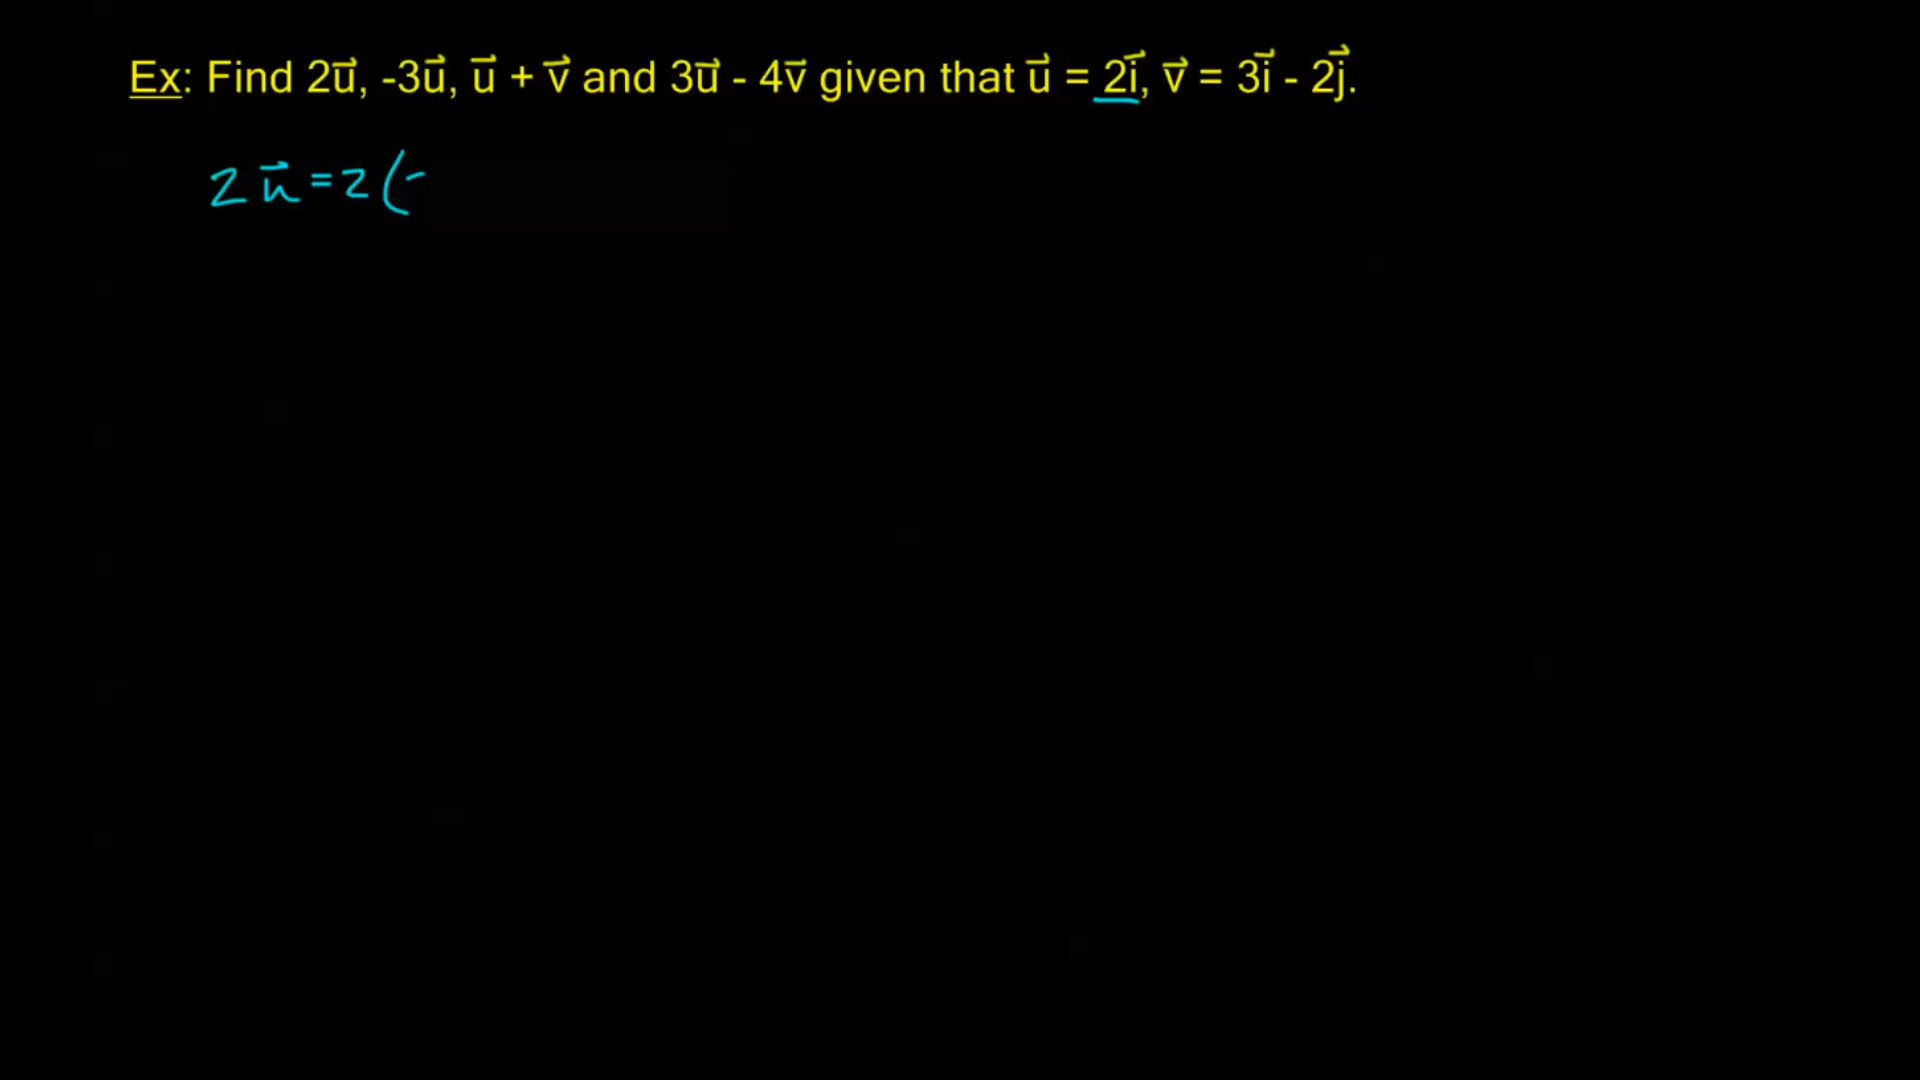 Ex: Find 2u⃗, -3u⃗, u⃗ + v⃗ and 3u⃗ - 4v⃗ given that u⃗ = 2i⃗, v⃗ = 3i⃗ - 2j⃗.
2u⃗ = 2(